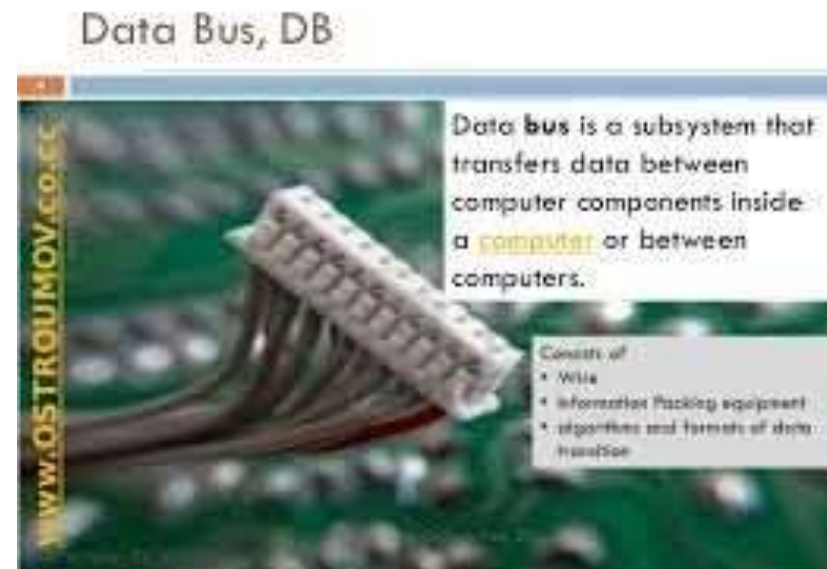 Data Bus, DB
Data bus is a subsystem that
transfers data between
computer components inside
a computer or between
computers.
Consists of
• Wire
• Information Packing equipment
• algorithms and formats of data
transition
www.OSTROUMOV.co.cc